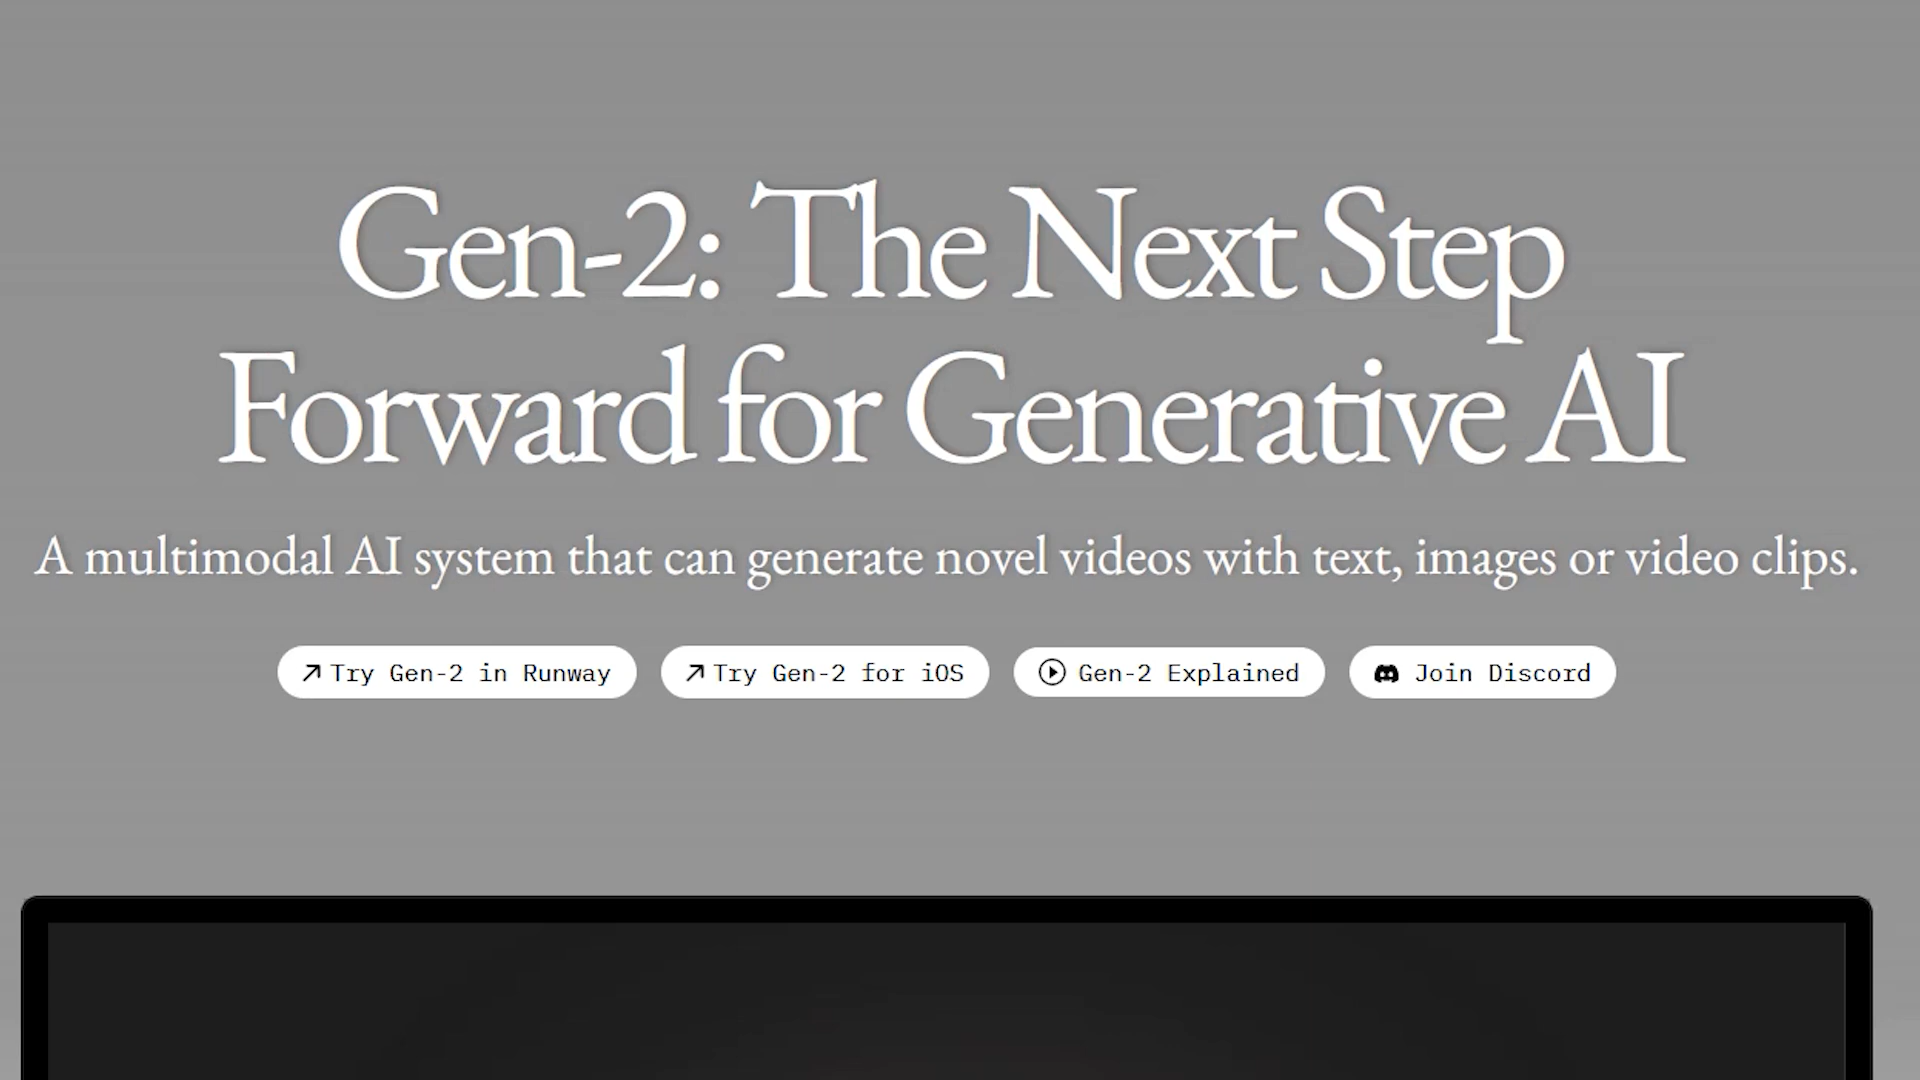 Gen-2: The Next Step
Forward for Generative AI
A multimodal AI system that can generate novel videos with text, images or video clips.
Try Gen-2 in Runway
Try Gen-2 for iOS
Gen-2 Explained
Join Discord